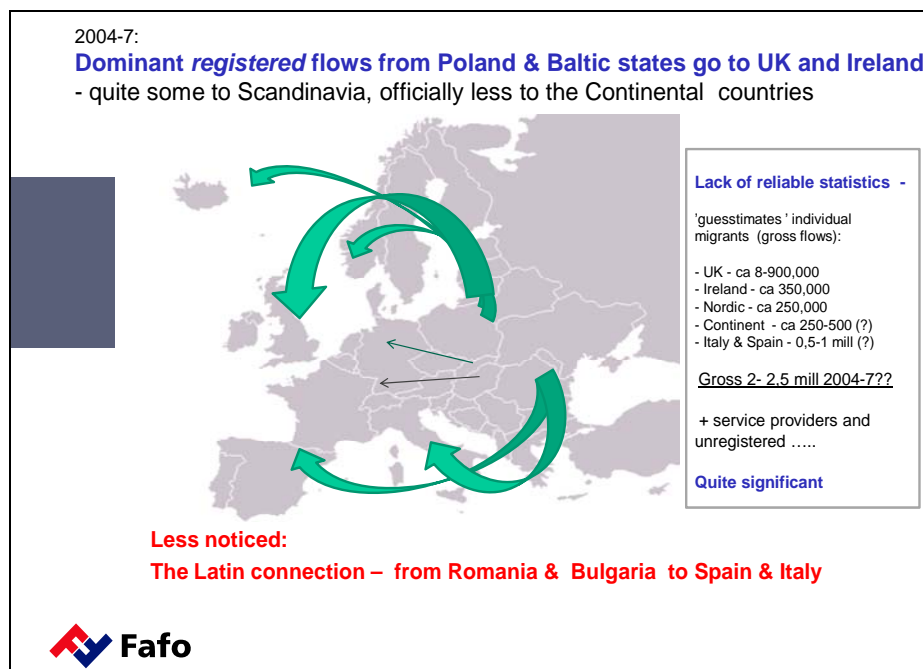 2004-7:
Dominant registered flows from Poland & Baltic states go to UK and Ireland
- quite some to Scandinavia, officially less to the Continental  countries
Lack of reliable statistics  -
'guesstimates ' individual
migrants  (gross flows):
- UK - ca 8-900,000
- Ireland - ca 350,000
- Nordic - ca 250,000
- Continent  - ca 250-500 (?)
- Italy & Spain - 0,5-1 mill (?)
Gross 2- 2,5 mill 2004-7??
+ service providers and
unregistered …..
Quite significant
Less noticed:
The Latin connection –  from Romania &  Bulgaria  to Spain & Italy
Fafo